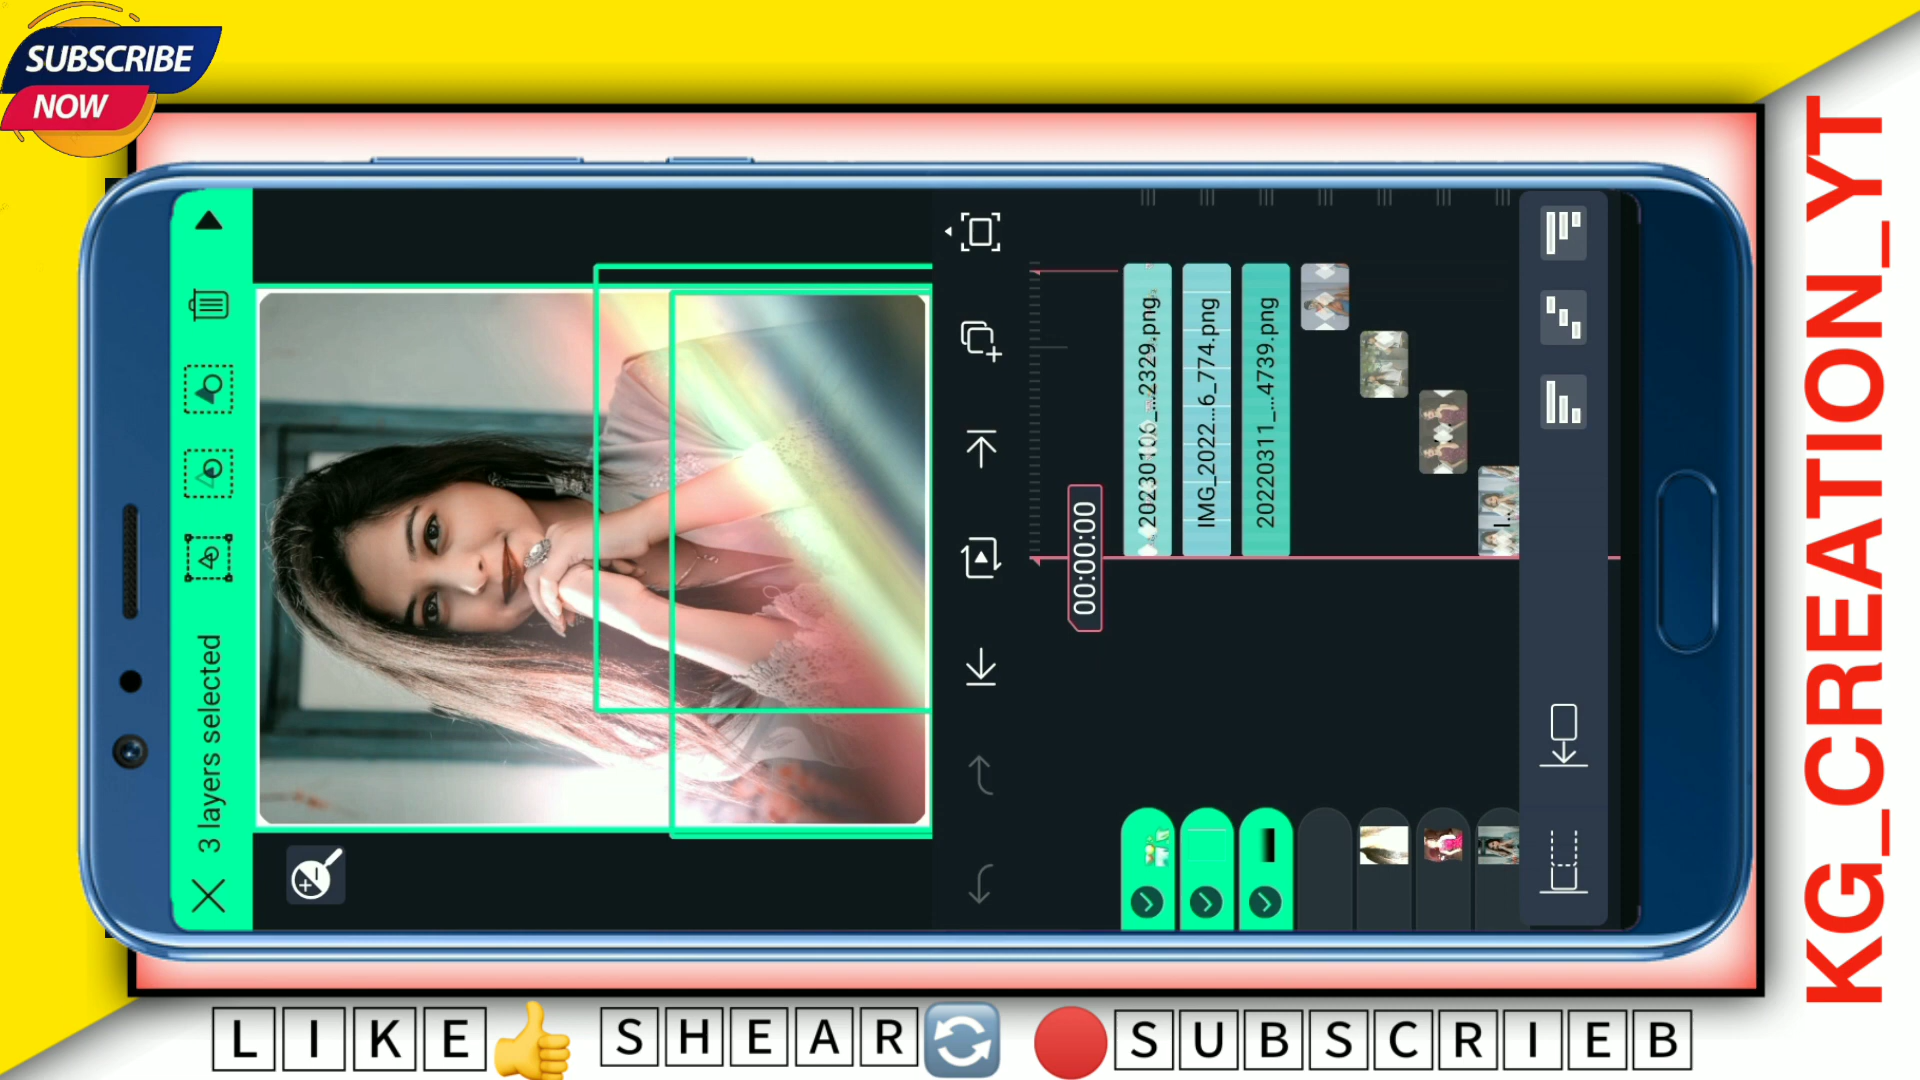 SUBSCRIBE
NOW
3 layers selected
00:00:00
20230106_...2329.png
IMG_2022...6_774.png
20220311_...4739.png
I...
KG_CREATION_YT
LIKE👍 SHEAR🔄 🔴SUBSCRIEB